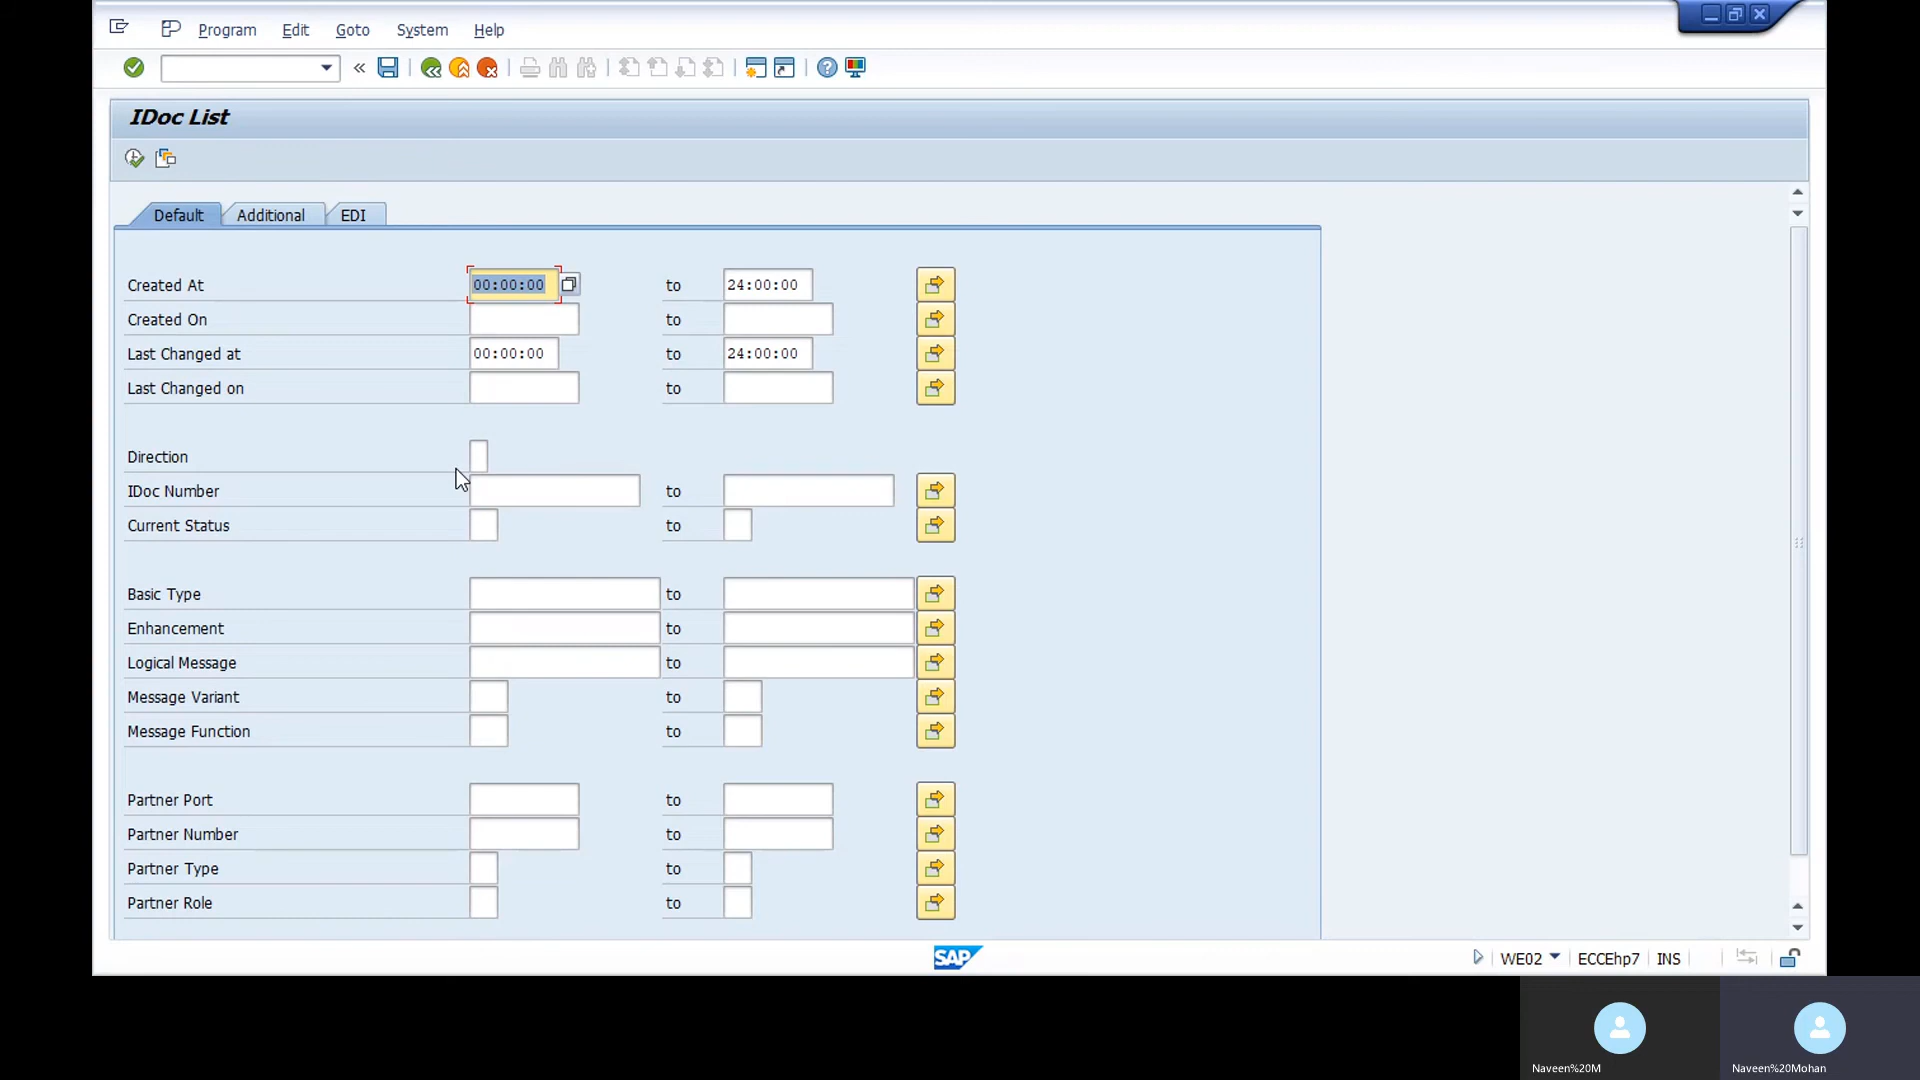 Program Edit Goto System Help
IDoc List
Default Additional EDI
Created At 00:00:00 to 24:00:00
Created On to
Last Changed at 00:00:00 to 24:00:00
Last Changed on to
Direction
IDoc Number to
Current Status to
Basic Type to
Enhancement to
Logical Message to
Message Variant to
Message Function to
Partner Port to
Partner Number to
Partner Type to
Partner Role to
SAP WE02 ECCEhp7 INS
Naveen%20M Naveen%20Mohan